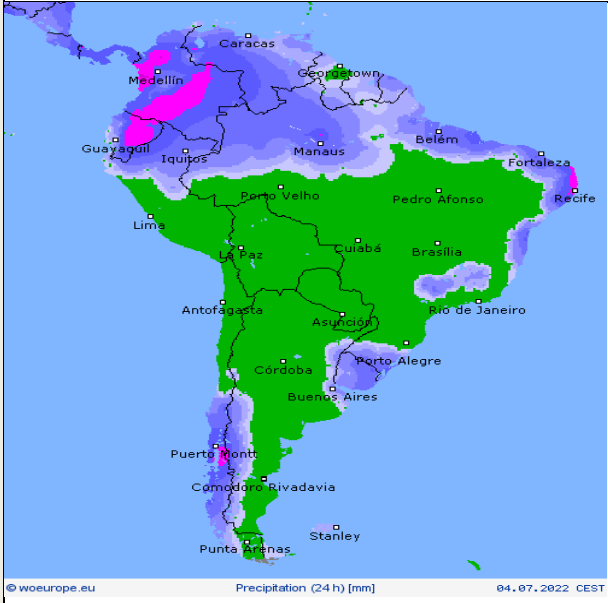 Caracas
Georgetown
Medellín
Guayaquil
Iquitos
Manaus
Belém
Fortaleza
Porto Velho
Pedro Afonso
Recife
Lima
La Paz
Cuiabá
Brasília
Antofagasta
Asunción
Rio de Janeiro
Córdoba
Porto Alegre
Buenos Aires
Puerto Montt
Comodoro Rivadavia
Stanley
Punta Arenas
© woeurope.eu Precipitation (24 h) [mm] 04.07.2022 CEST